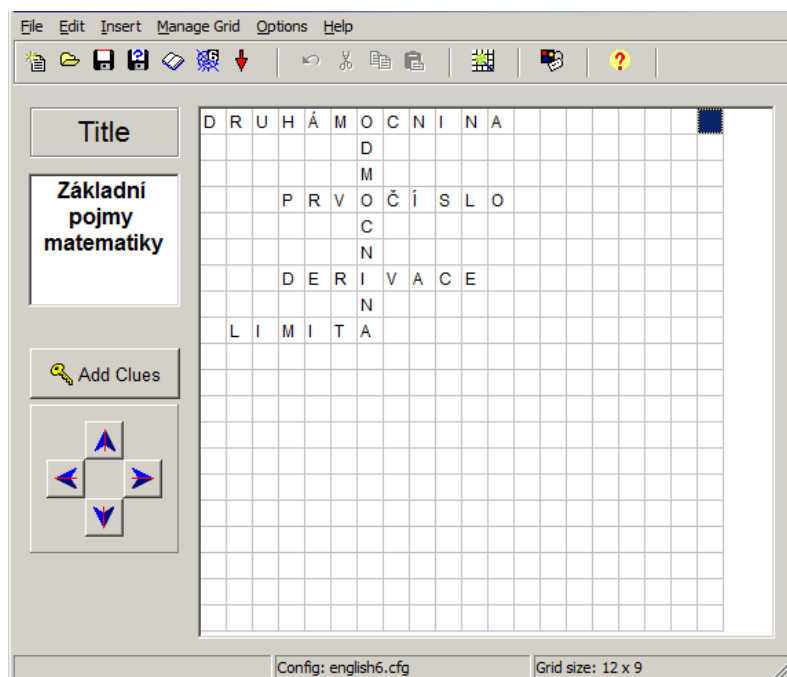 File Edit Insert Manage Grid Options Help
Title
Základní
pojmy
matematiky
Add Clues
D R U H Á M O C N I N A
D
M
P R V O Č Í S L O
C
N
D E R I V A C E
N
L I M I T A
Config: english6.cfg
Grid size: 12 x 9